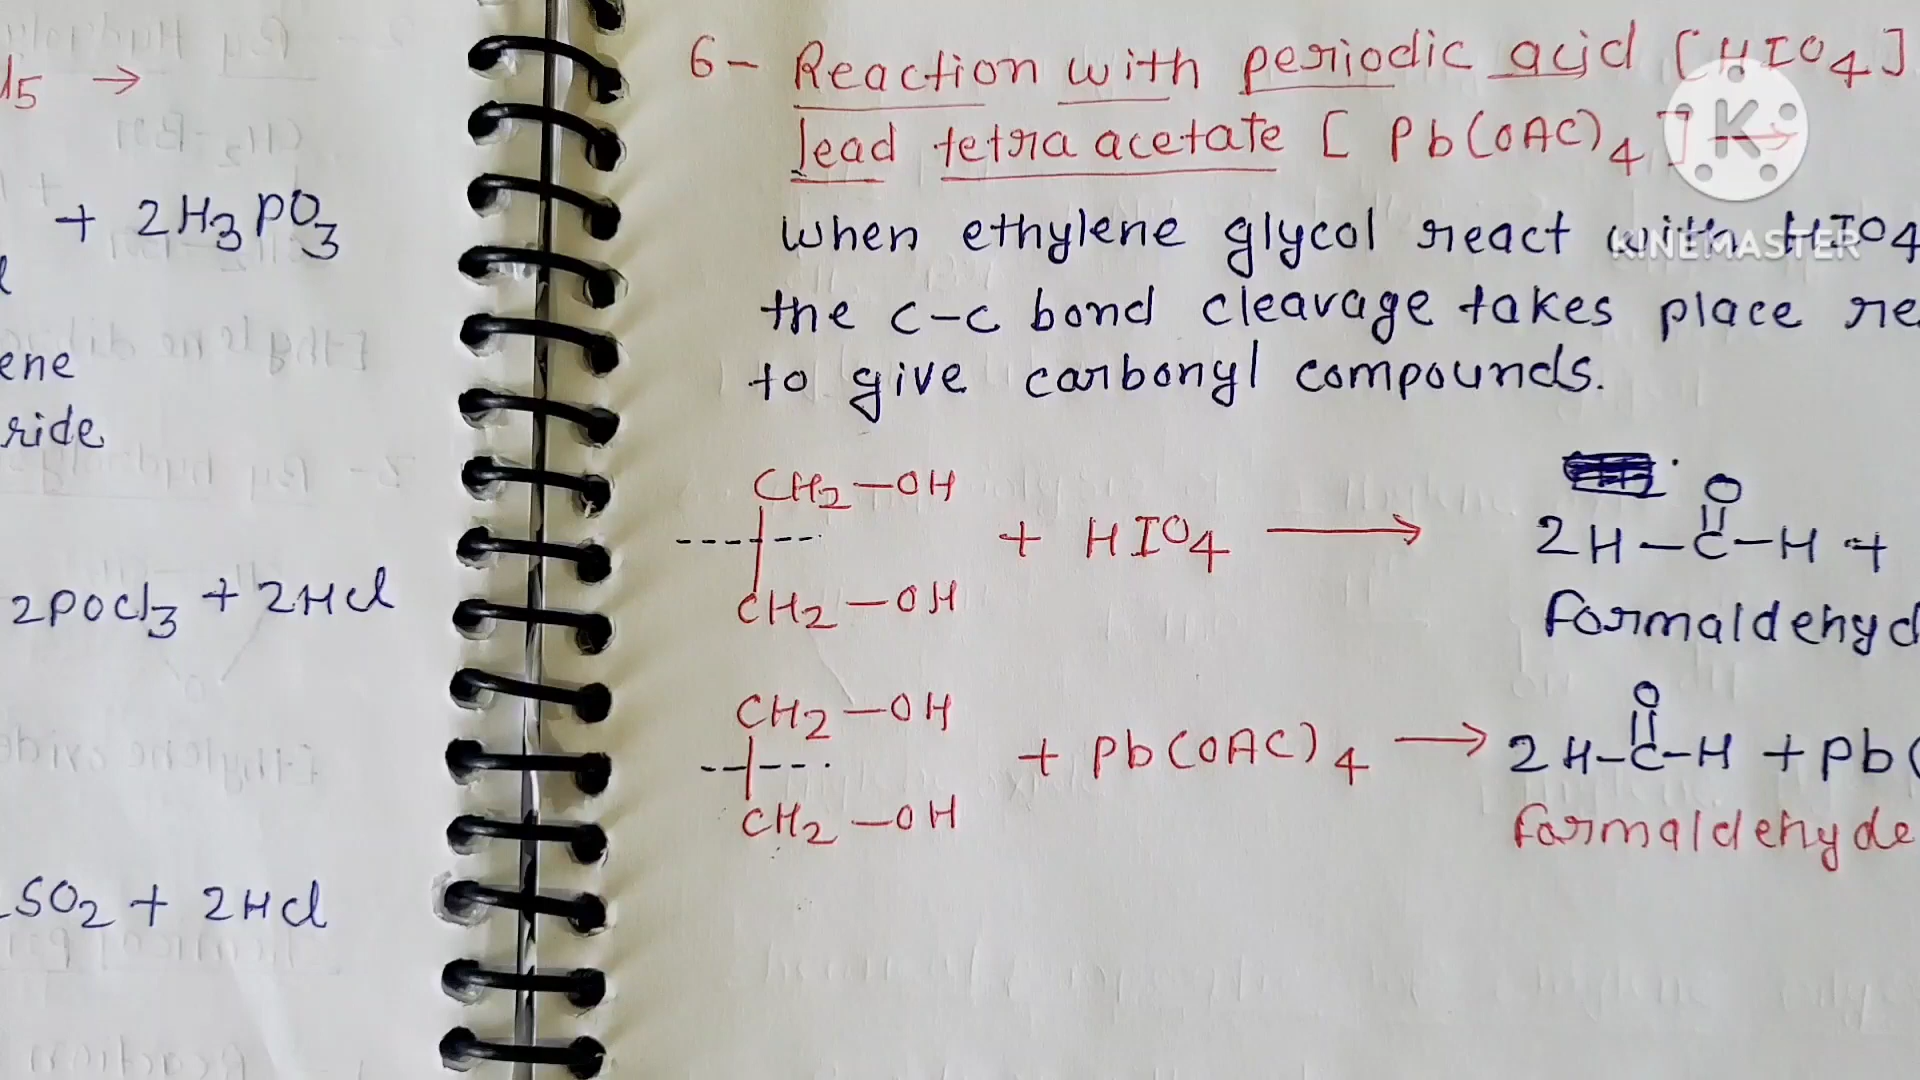 l5 →
+ 2H3PO3
ene
ride
2POCl3 + 2HCl
SO2 + 2HCl
6- Reaction with periodic acid [HIO4]
lead tetra acetate [Pb(OAC)4] →
K
KINEMASTER
when ethylene glycol react with HIO4
the c-c bond cleavage takes place re
to give carbonyl compounds.
CH2-OH
O
+ HIO4 → 2H-C-H +
CH2-OH
Formaldehyd
CH2-OH
O
+ Pb(OAC)4 → 2H-C-H + Pb(
CH2-OH
Formaldehyde